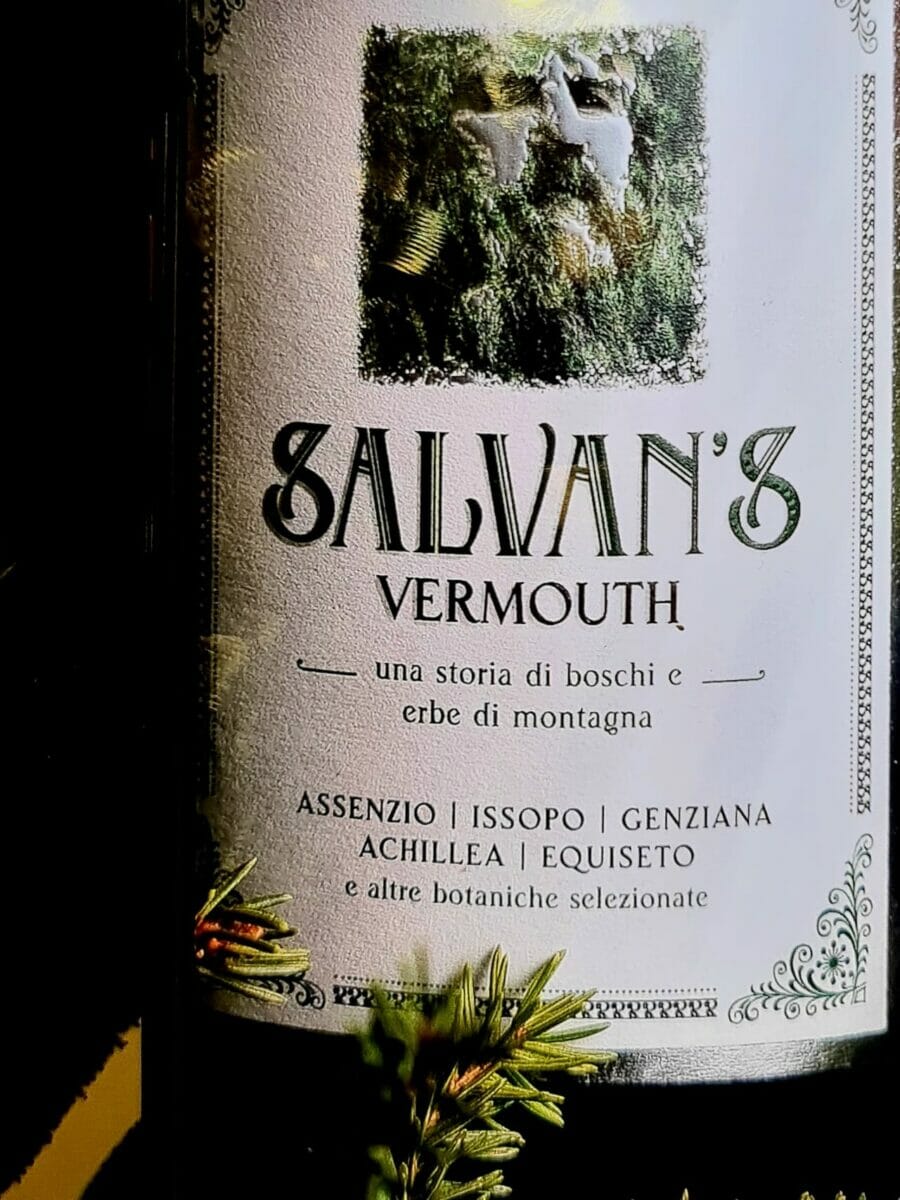 SALVAN'S
VERMOUTH
una storia di boschi e
erbe di montagna
ASSENZIO | ISSOPO | GENZIANA
ACHILLEA | EQUISETO
e altre botaniche selezionate